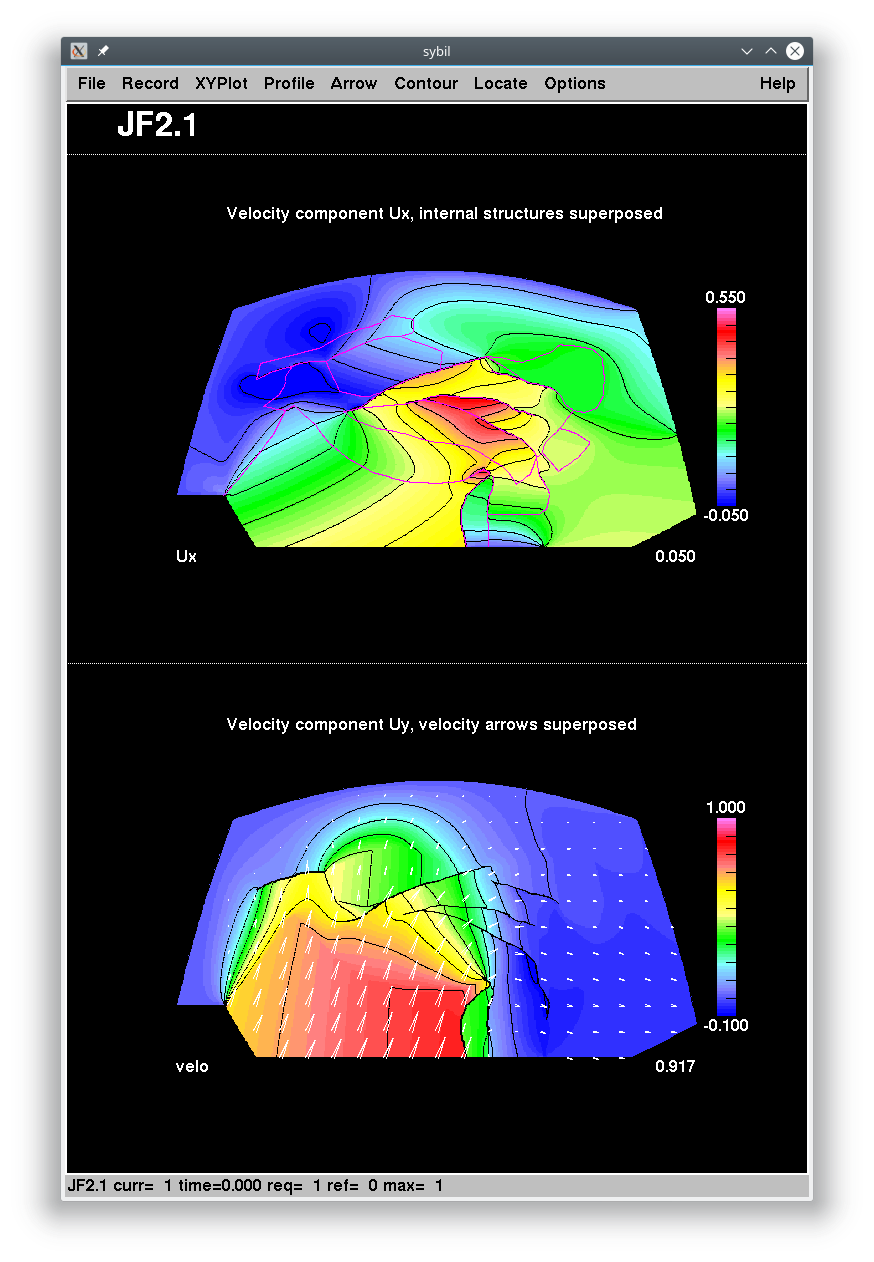 sybil
File Record XYPlot Profile Arrow Contour Locate Options Help
JF2.1
Velocity component Ux, internal structures superposed
0.550
-0.050
Ux 0.050
Velocity component Uy, velocity arrows superposed
1.000
-0.100
velo 0.917
JF2.1 curr= 1 time=0.000 req= 1 ref= 0 max= 1